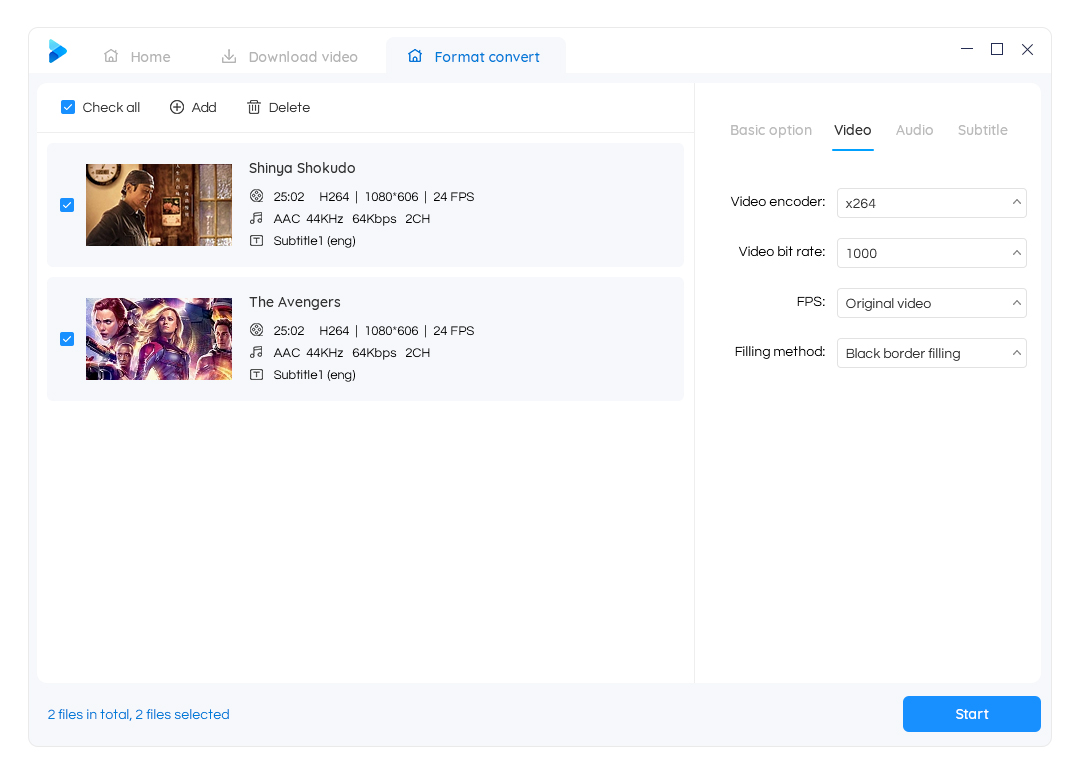 Home
Download video
Format convert
Check all
Add
Delete
Shinya Shokudo
25:02 H264 | 1080*606 | 24 FPS
AAC 44KHz 64Kbps 2CH
Subtitle1 (eng)
The Avengers
25:02 H264 | 1080*606 | 24 FPS
AAC 44KHz 64Kbps 2CH
Subtitle1 (eng)
Basic option
Video
Audio
Subtitle
Video encoder: x264
Video bit rate: 1000
FPS: Original video
Filling method: Black border filling
2 files in total, 2 files selected
Start